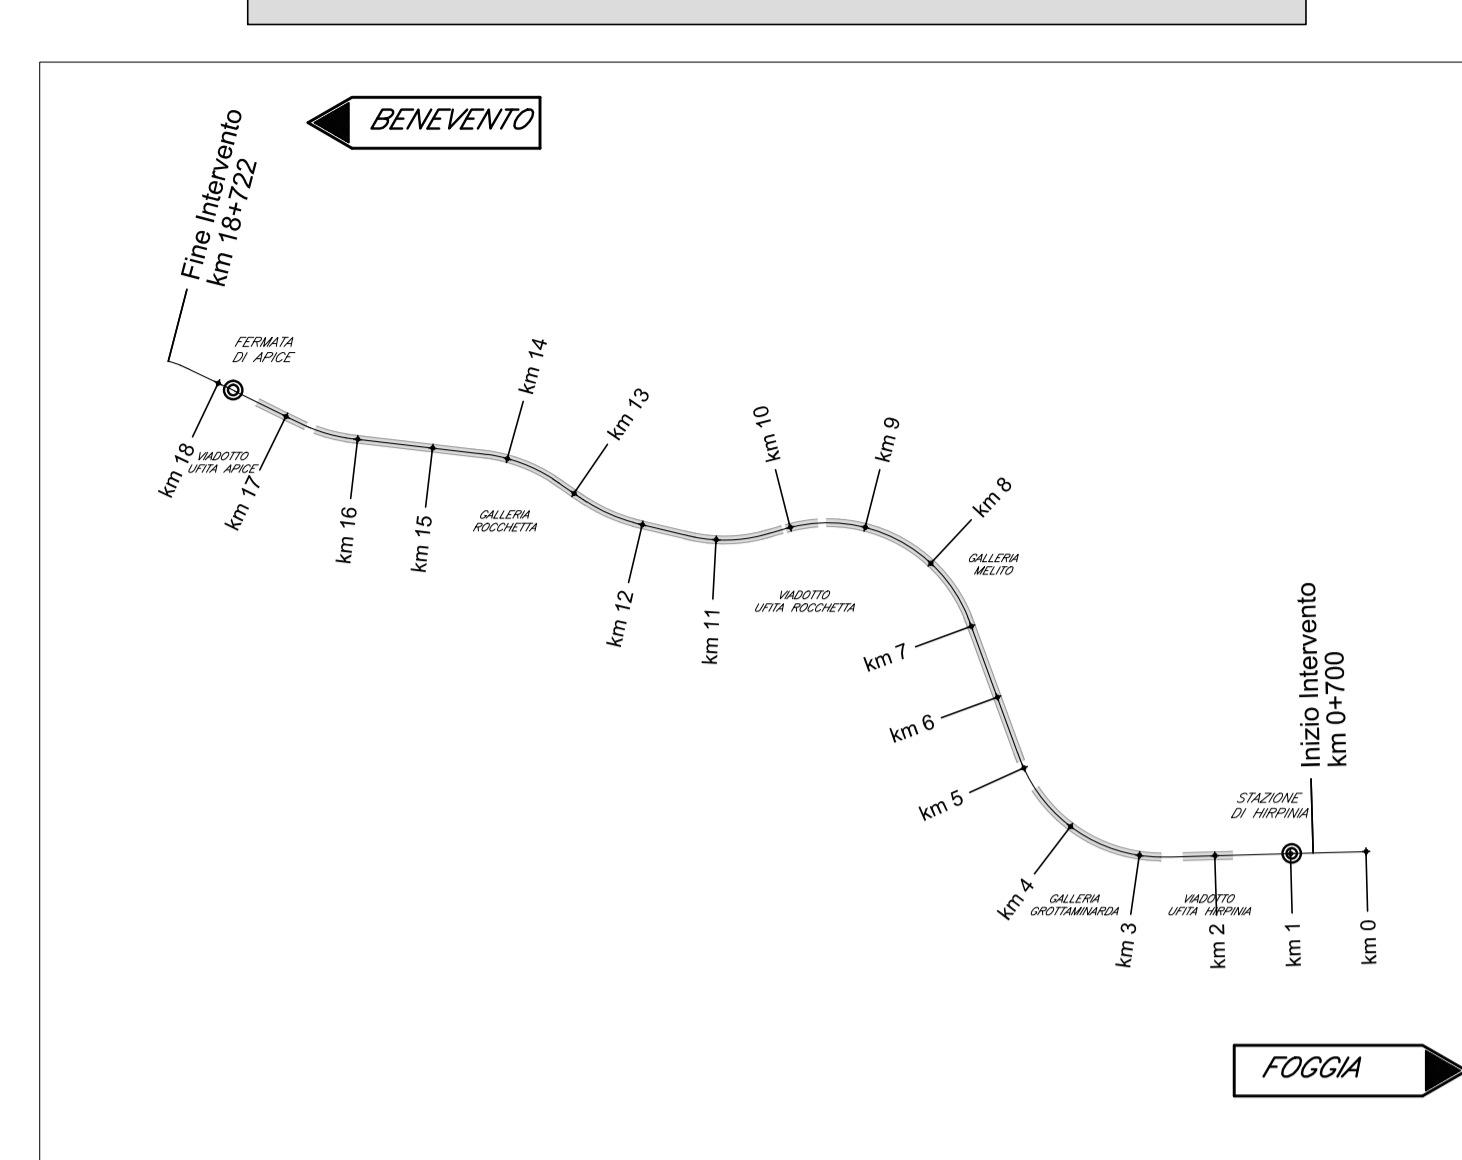 BENEVENTO
Fine Intervento
km 18+722
FERMATA
DI APICE
km 18
VIADOTTO
UFITA APICE
km 17
km 16
km 15
km 14
GALLERIA
ROCCHETTA
km 13
km 12
km 11
km 10
VIADOTTO
UFITA ROCCHETTA
km 9
km 8
GALLERIA
MELITO
km 7
km 6
km 5
km 4
GALLERIA
GROTTAMINARDA
km 3
VIADOTTO
UFITA HIRPINIA
km 2
STAZIONE
DI HIRPINIA
km 1
Inizio Intervento
km 0+700
km 0
FOGGIA